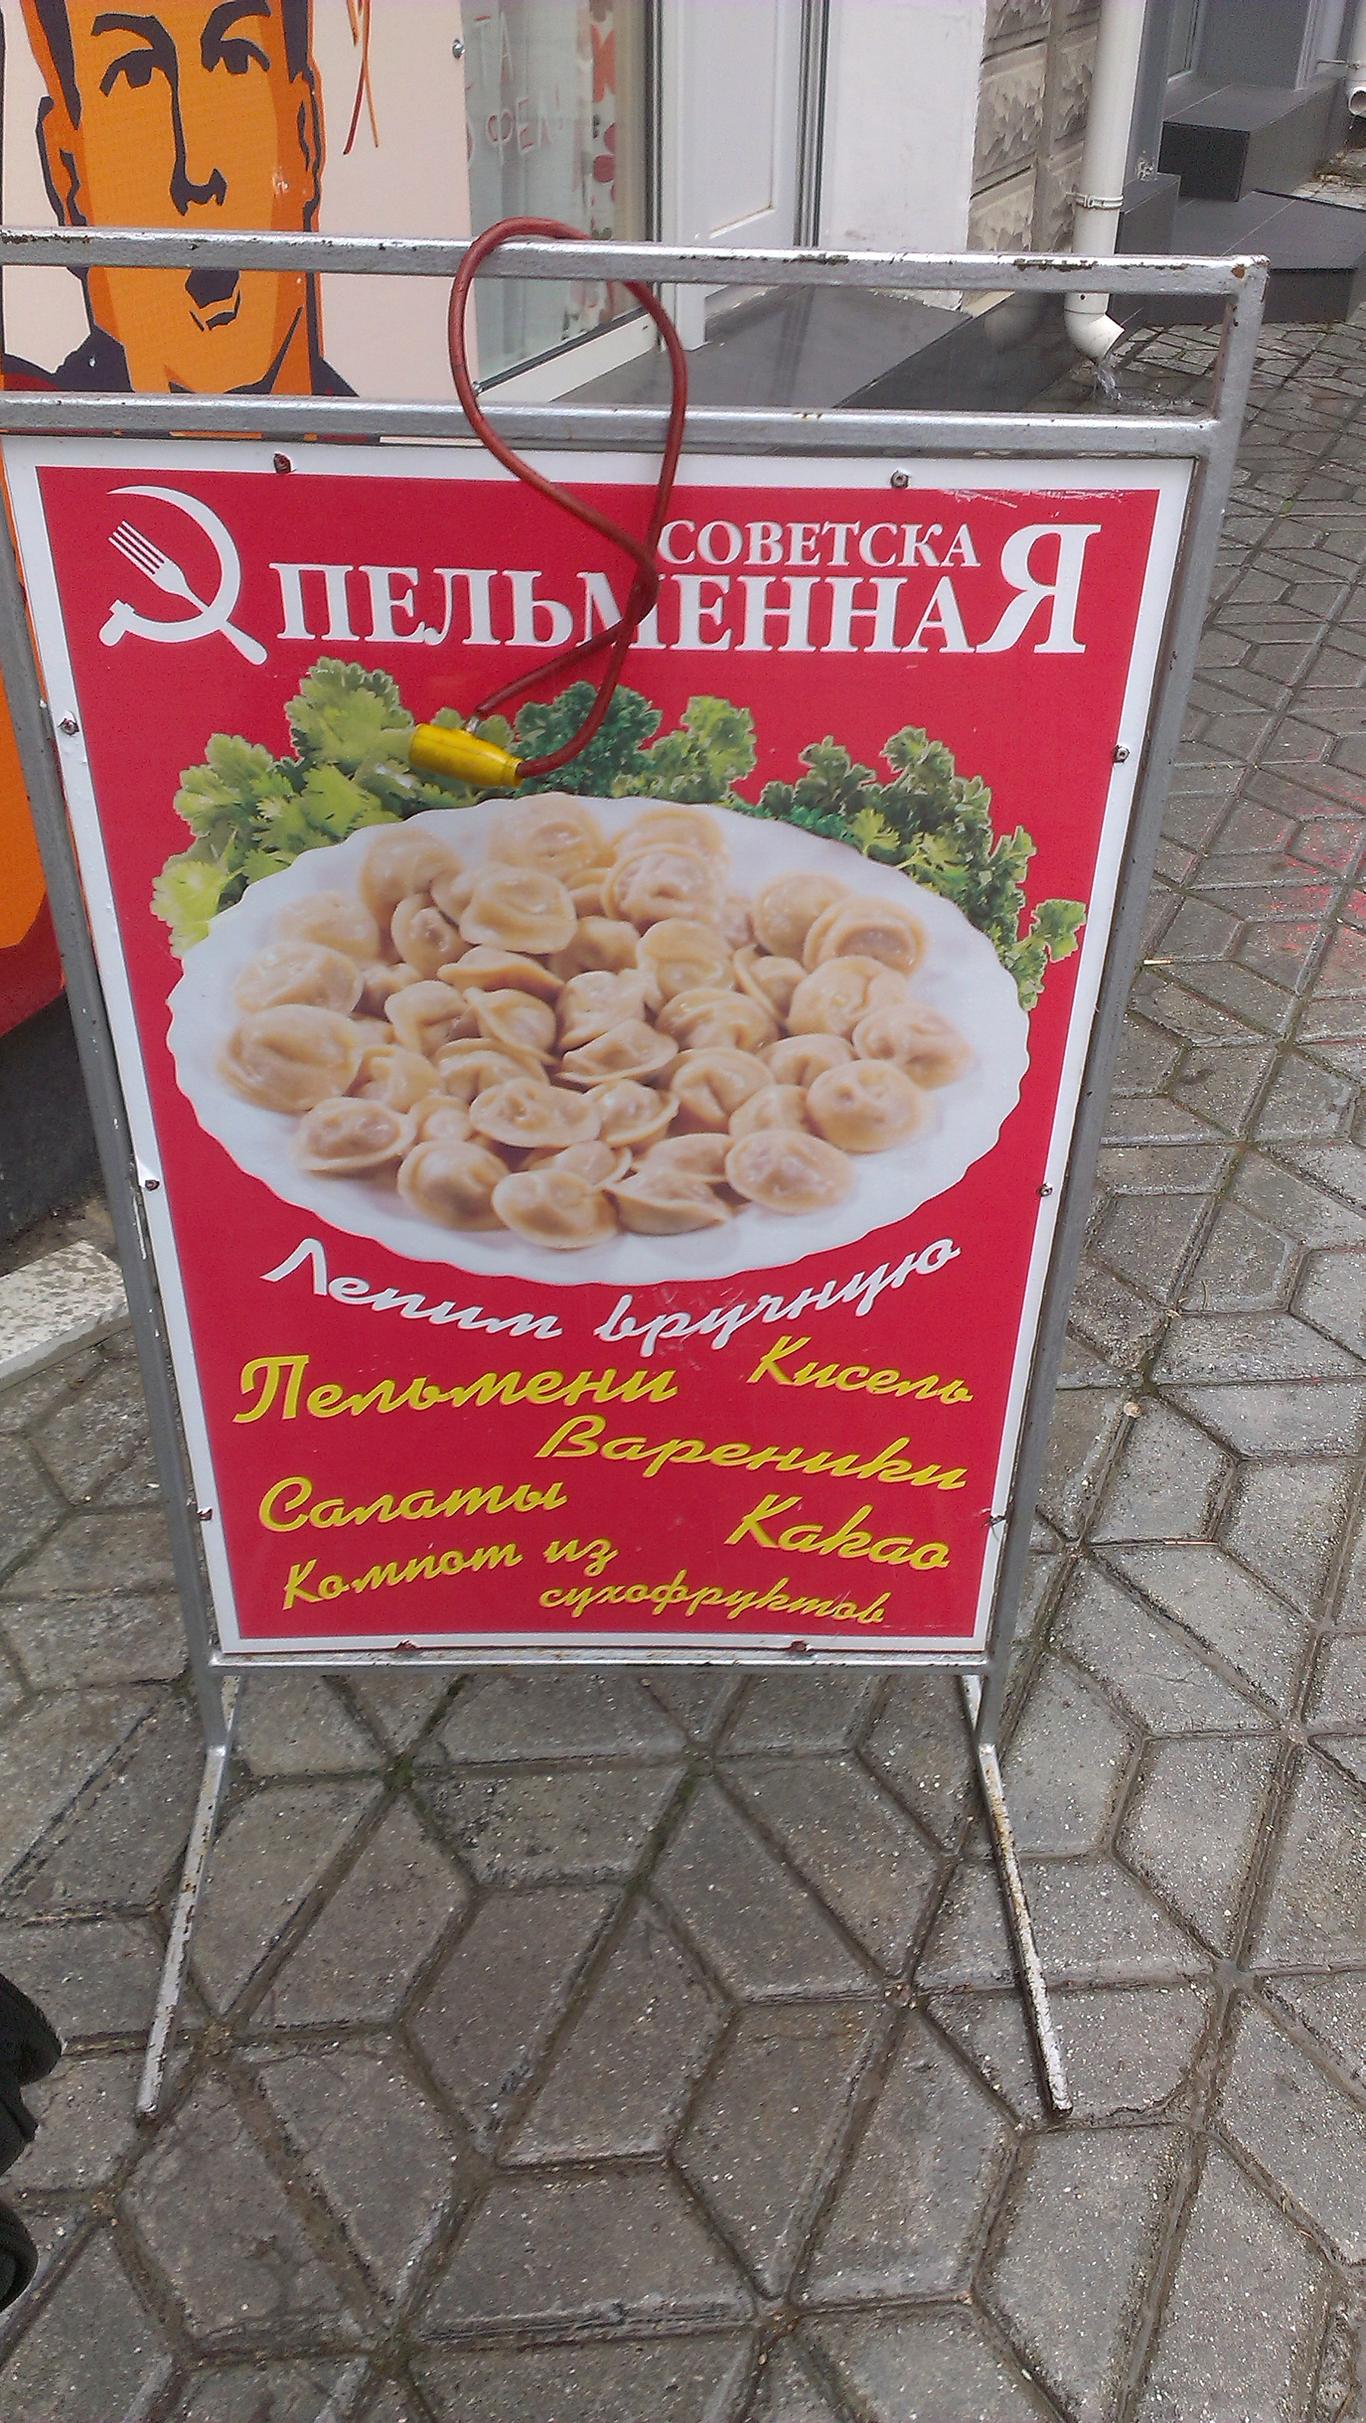 СОВЕТСКАЯ
ПЕЛЬМЕННАЯ
Лепим вручную
Пельмени Кисель
Вареники
Салаты Какао
Компот из
сухофруктов